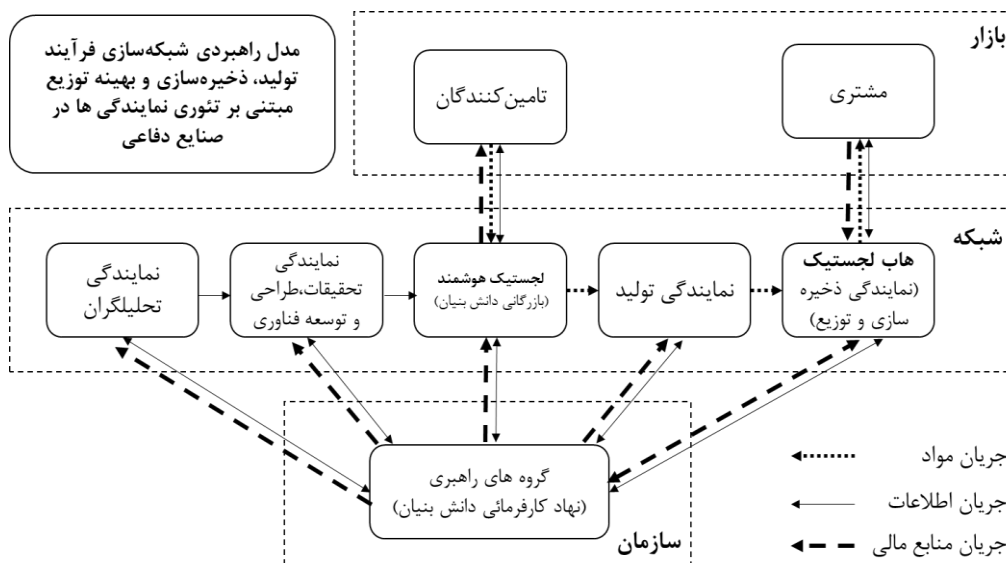 مدل راهبردی شبکه‌سازی فرآیند
تولید، ذخیره‌سازی و بهینه توزیع
مبتنی بر تئوری نمایندگی ها در
صنایع دفاعی
بازار
مشتری
تامین‌کنندگان
شبکه
هاب لجستیک
(نمایندگی ذخیره
سازی و توزیع)
نمایندگی تولید
لجستیک هوشمند
(بازرگانی دانش بنیان)
نمایندگی
تحقیقات،طراحی
و توسعه فناوری
نمایندگی
تحلیلگران
گروه های راهبری
(نهاد کارفرمائی دانش بنیان)
سازمان
جریان مواد
جریان اطلاعات
جریان منابع مالی